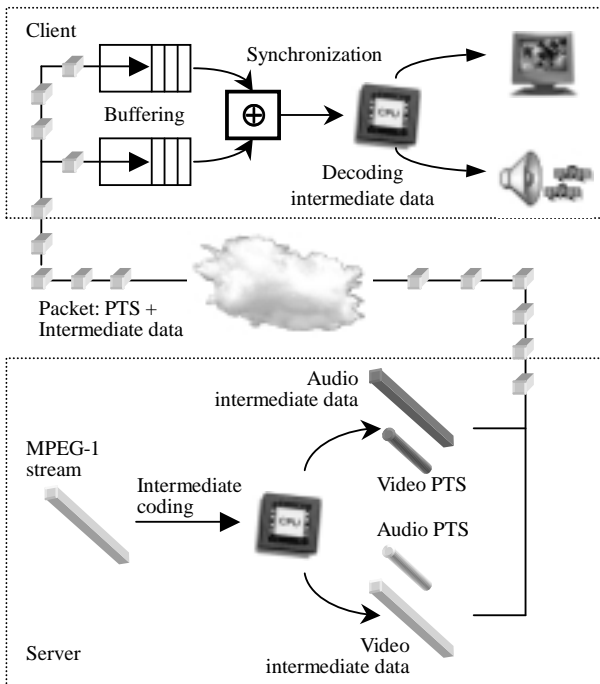 Client
Synchronization
Buffering
CPU
Decoding
intermediate data
Packet: PTS +
Intermediate data
Audio
intermediate data
MPEG-1
stream
Intermediate
coding
CPU
Video PTS
Audio PTS
Video
intermediate data
Server